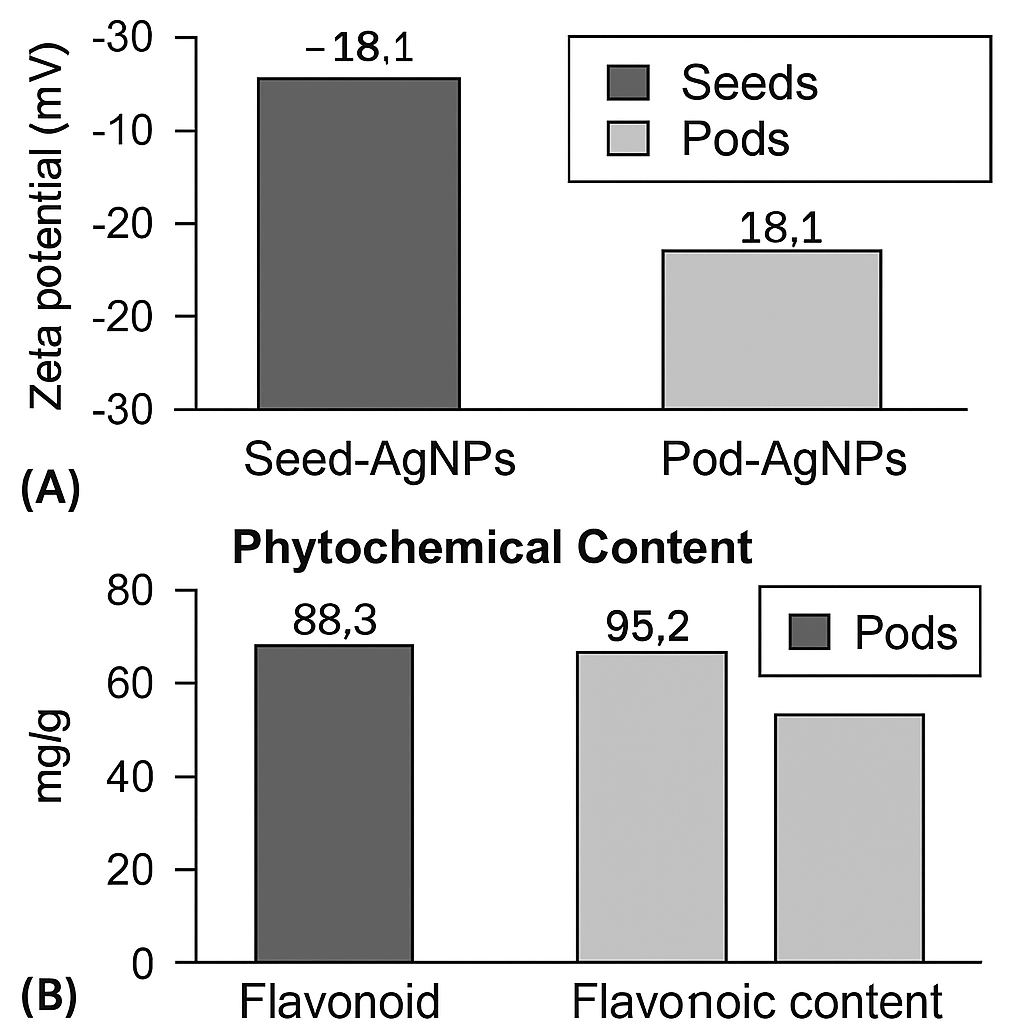 Zeta potential (mV)
-30
-10
-20
-20
-30
–18,1
18,1
Seeds
Pods
Seed-AgNPs
Pod-AgNPs
(A)
Phytochemical Content
mg/g
80
60
40
20
0
88,3
95,2
Pods
Flavonoid
Flavonoic content
(B)